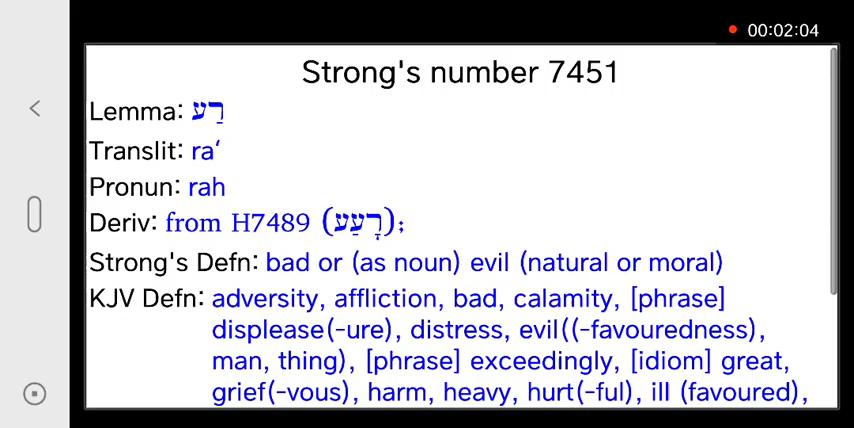 00:02:04
Strong's number 7451
Lemma: רַע
Translit: raʻ
Pronun: rah
Deriv: from H7489 (רָעַע);
Strong's Defn: bad or (as noun) evil (natural or moral)
KJV Defn: adversity, affliction, bad, calamity, [phrase]
displease(-ure), distress, evil((-favouredness),
man, thing), [phrase] exceedingly, [idiom] great,
grief(-vous), harm, heavy, hurt(-ful), ill (favoured),